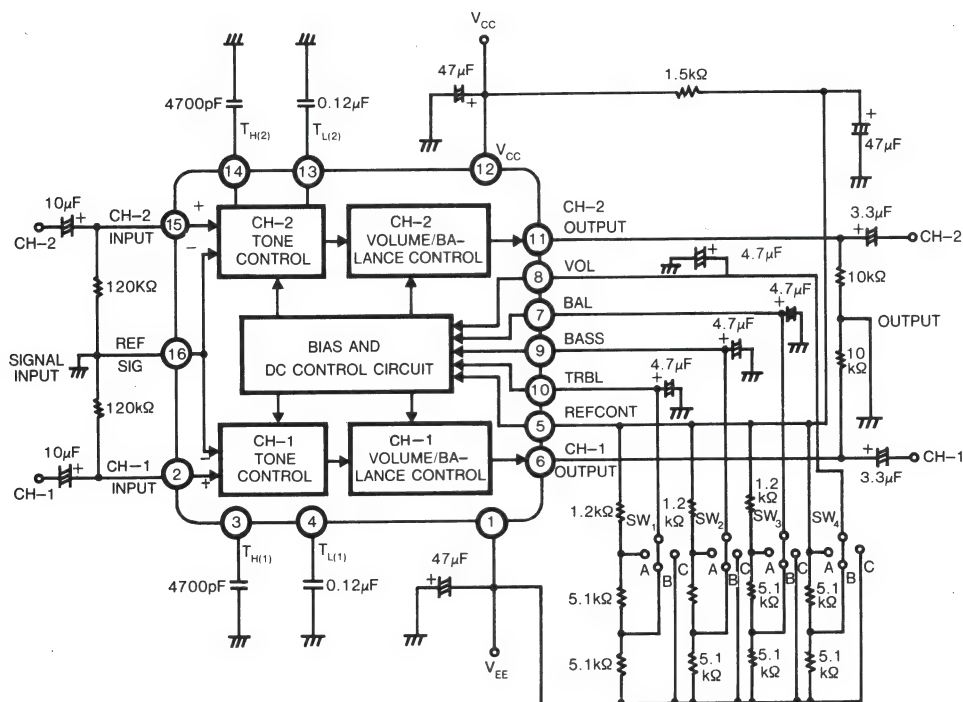 VCC
47μF
+
1.5kΩ
+
47μF
4700pF
0.12μF
TH(2)
TL(2)
VCC
14
13
12
10μF
+
CH-2
CH-2
INPUT
15
+
−
CH-2
TONE
CONTROL
CH-2
VOLUME/BA-
LANCE CONTROL
11
CH-2
OUTPUT
3.3μF
+
CH-2
120KΩ
8
VOL
+
4.7μF
10kΩ
7
BAL
4.7μF
+
SIGNAL
INPUT
REF
SIG
16
BIAS AND
DC CONTROL CIRCUIT
9
BASS
4.7μF
+
OUTPUT
10
TRBL
4.7μF
+
10
kΩ
120kΩ
5
REFCONT
10μF
+
CH-1
CH-1
INPUT
2
−
+
CH-1
TONE
CONTROL
CH-1
VOLUME/BA-
LANCE CONTROL
6
CH-1
OUTPUT
+
CH-1
3.3μF
3
4
1
TH(1)
TL(1)
4700pF
0.12μF
47μF
+
VEE
1.2kΩ
SW1
1.2
kΩ
SW2
1.2
kΩ
SW3
SW4
A
B
C
A
B
C
A
B
C
A
B
C
5.1kΩ
5.1
kΩ
5.1
kΩ
5.1kΩ
5.1
kΩ
5.1
kΩ
5.1
kΩ